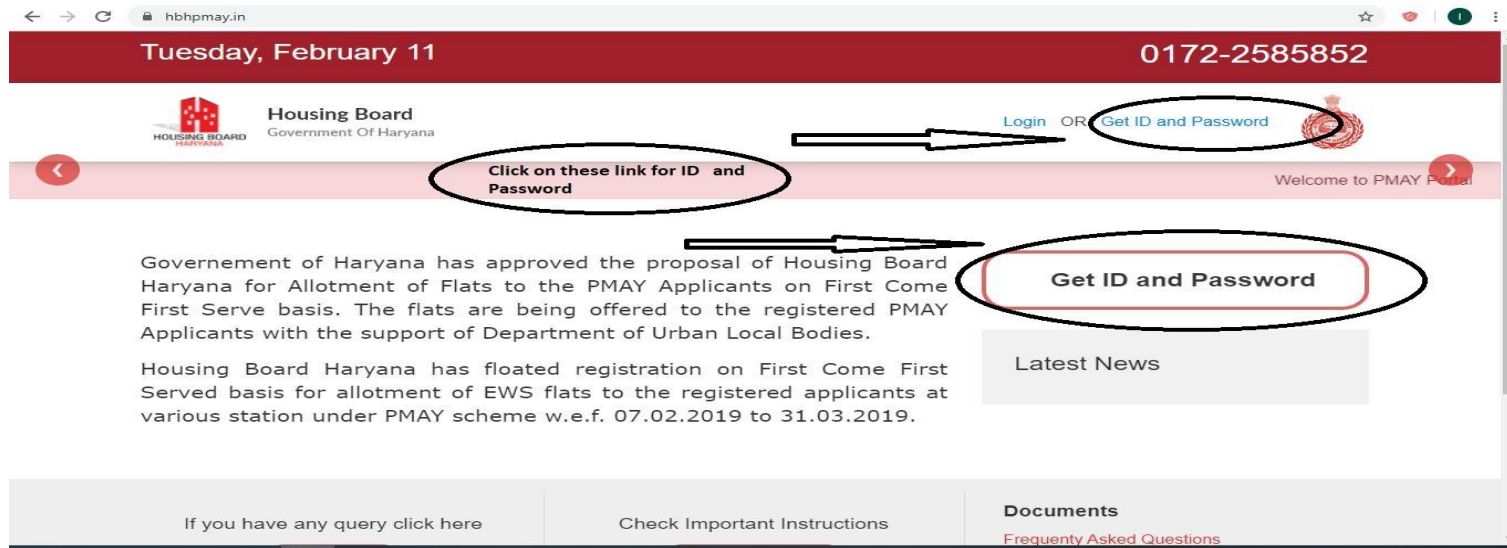 hbhpmay.in
Tuesday, February 11
0172-2585852
HOUSING BOARD
HARYANA
Housing Board
Government Of Haryana
Login OR Get ID and Password
Click on these link for ID and
Password
Welcome to PMAY Portal
Governement of Haryana has approved the proposal of Housing Board
Haryana for Allotment of Flats to the PMAY Applicants on First Come
First Serve basis. The flats are being offered to the registered PMAY
Applicants with the support of Department of Urban Local Bodies.
Housing Board Haryana has floated registration on First Come First
Served basis for allotment of EWS flats to the registered applicants at
various station under PMAY scheme w.e.f. 07.02.2019 to 31.03.2019.
Get ID and Password
Latest News
If you have any query click here
Check Important Instructions
Documents
Frequenty Asked Questions